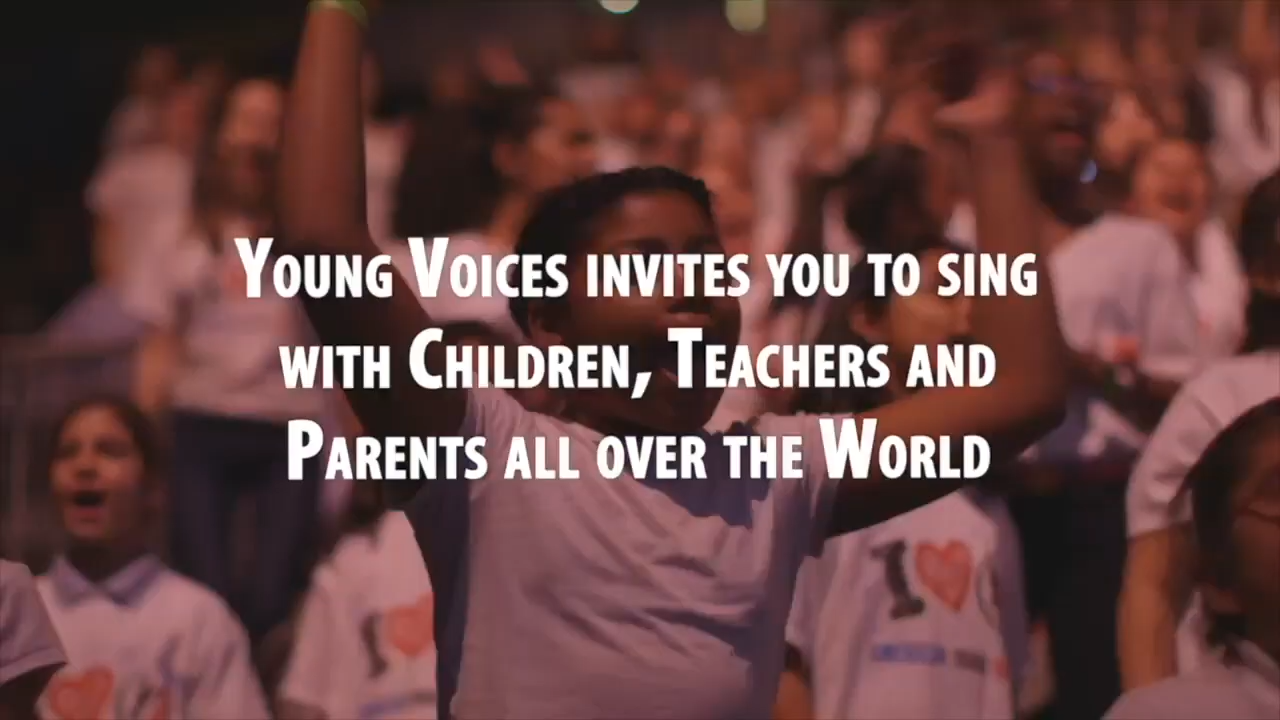 Young Voices invites you to sing
with Children, Teachers and
Parents all over the World
I
I